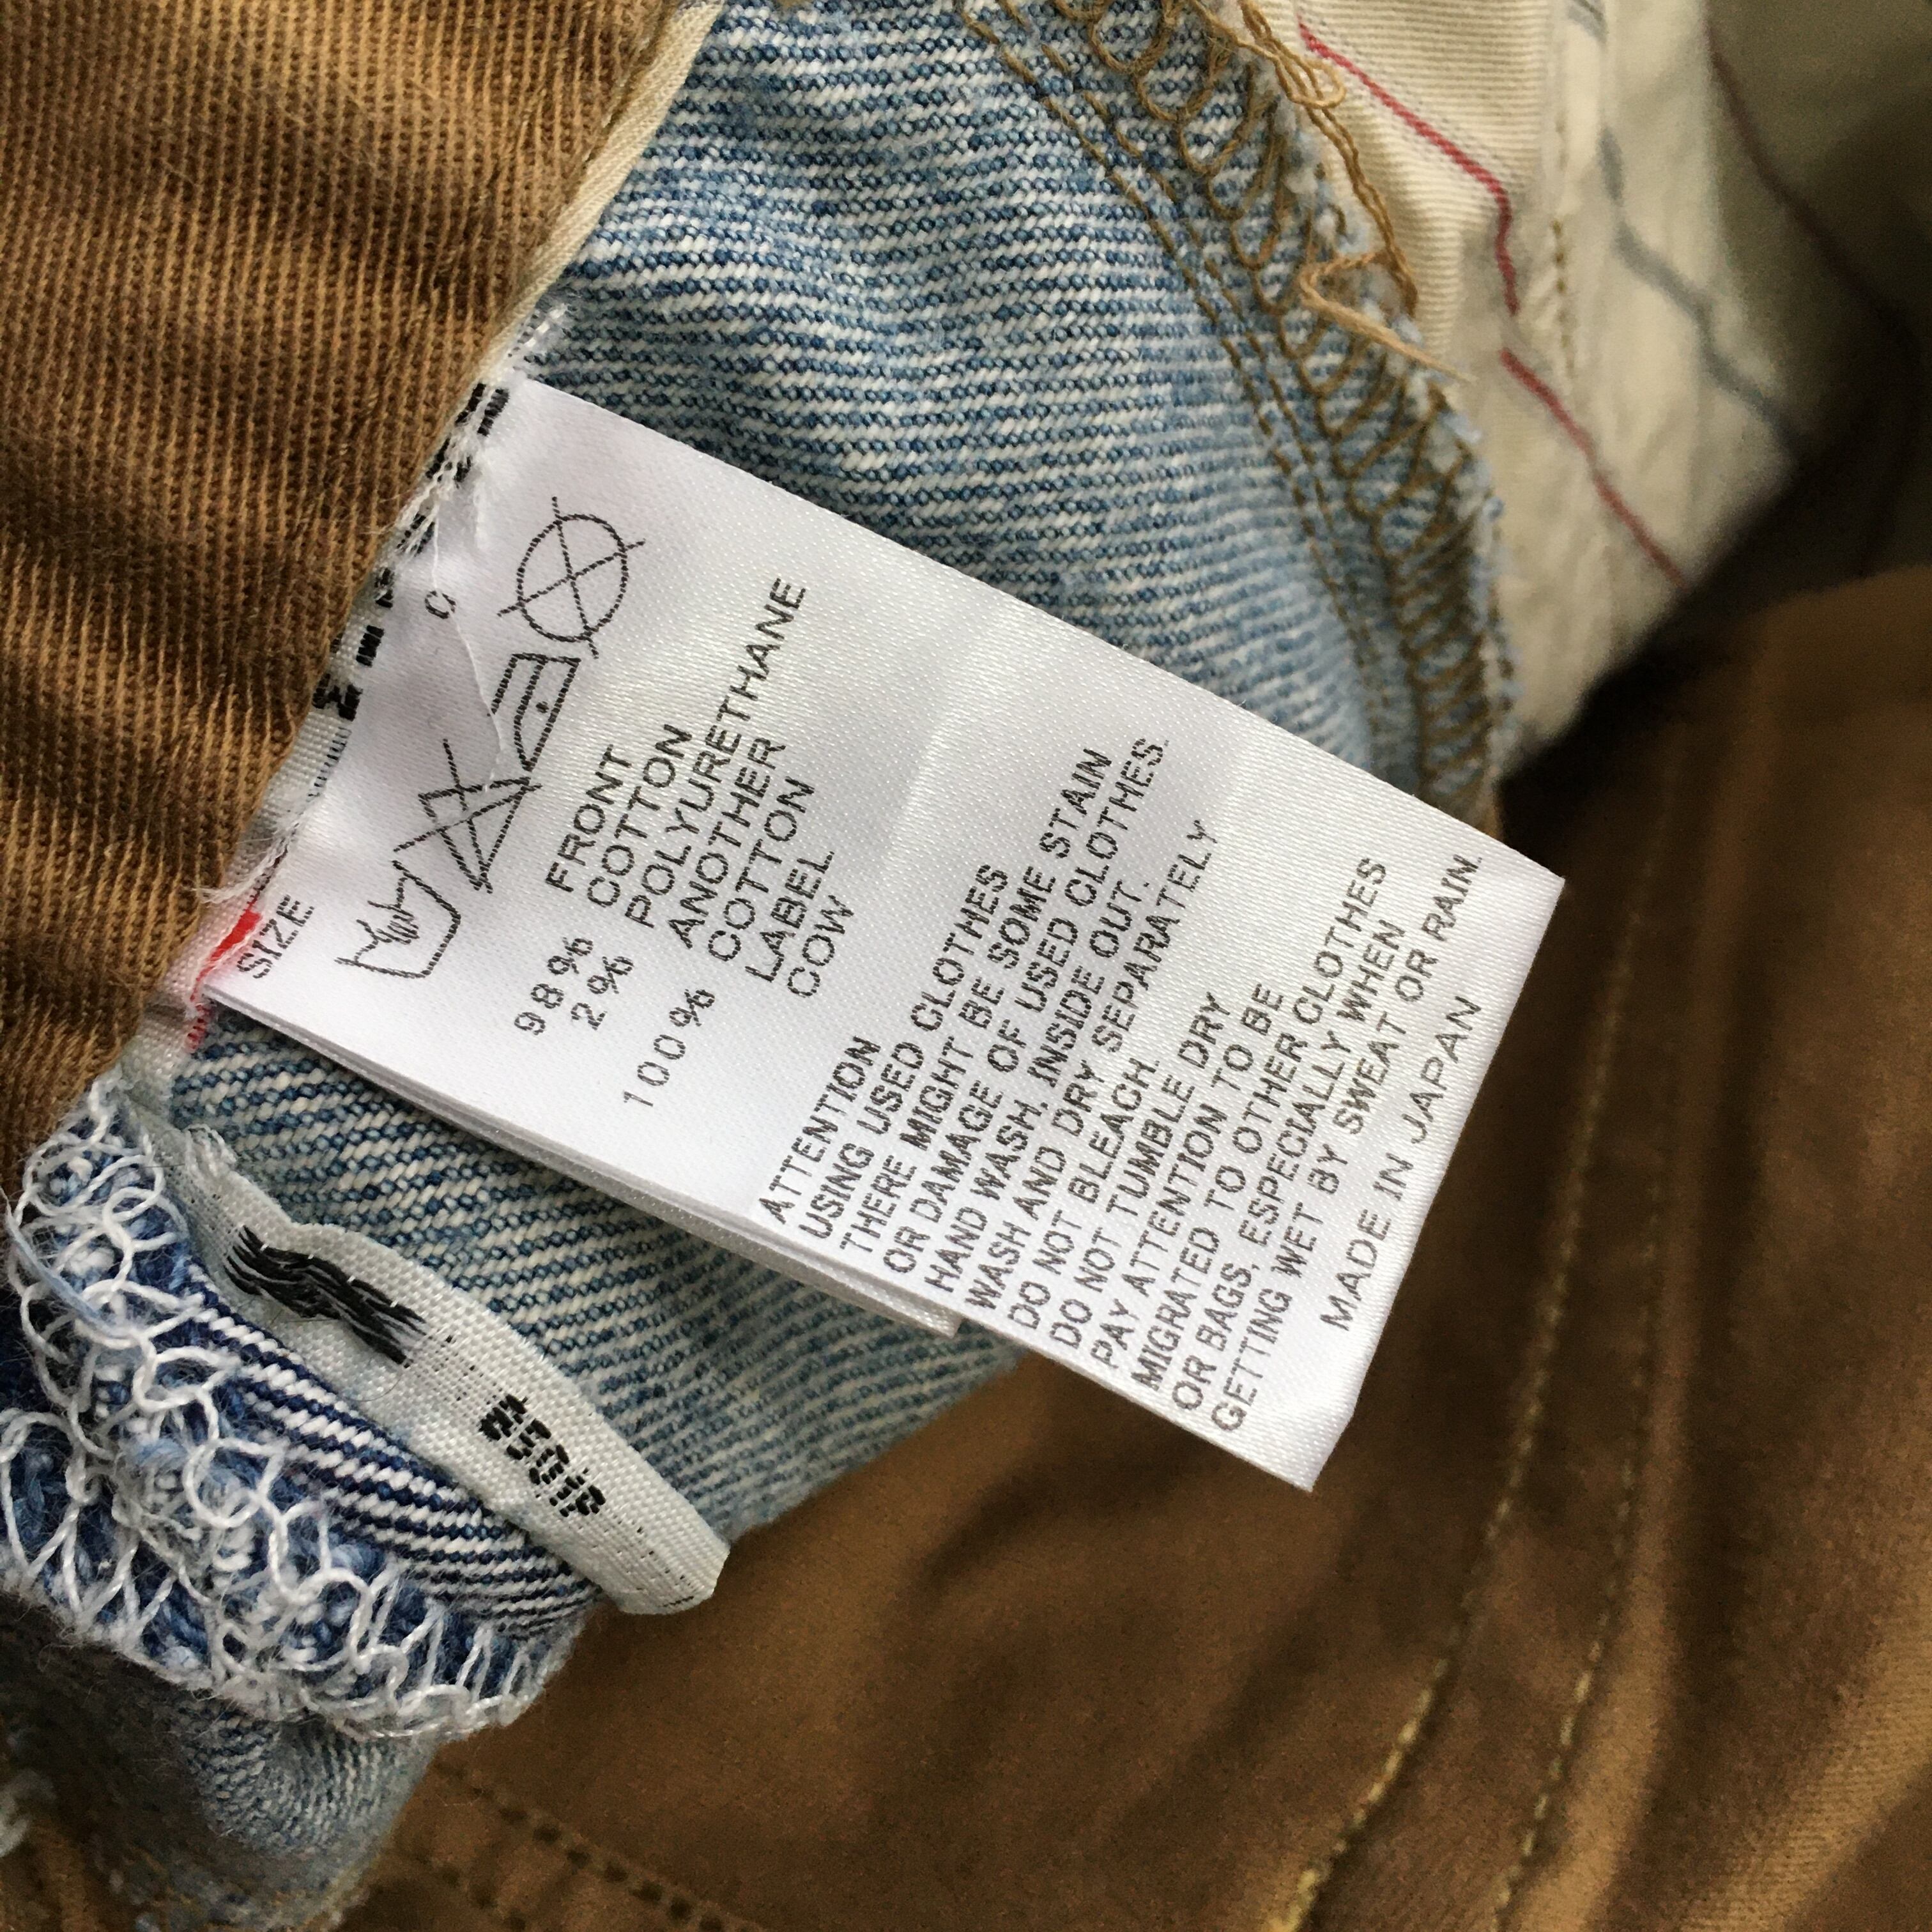 SIZE
FRONT
98% COTTON
2% POLYURETHANE
ANOTHER
100% COTTON
LABEL
COW
ATTENTION
USING USED CLOTHES
THERE MIGHT BE SOME STAIN
OR DAMAGE OF USED CLOTHES.
HAND WASH, INSIDE OUT.
WASH AND DRY SEPARATELY
DO NOT BLEACH.
DO NOT TUMBLE DRY
PAY ATTENTION TO BE
MIGRATED TO OTHER CLOTHES
OR BAGS, ESPECIALLY WHEN
GETTING WET BY SWEAT OR RAIN.
MADE IN JAPAN